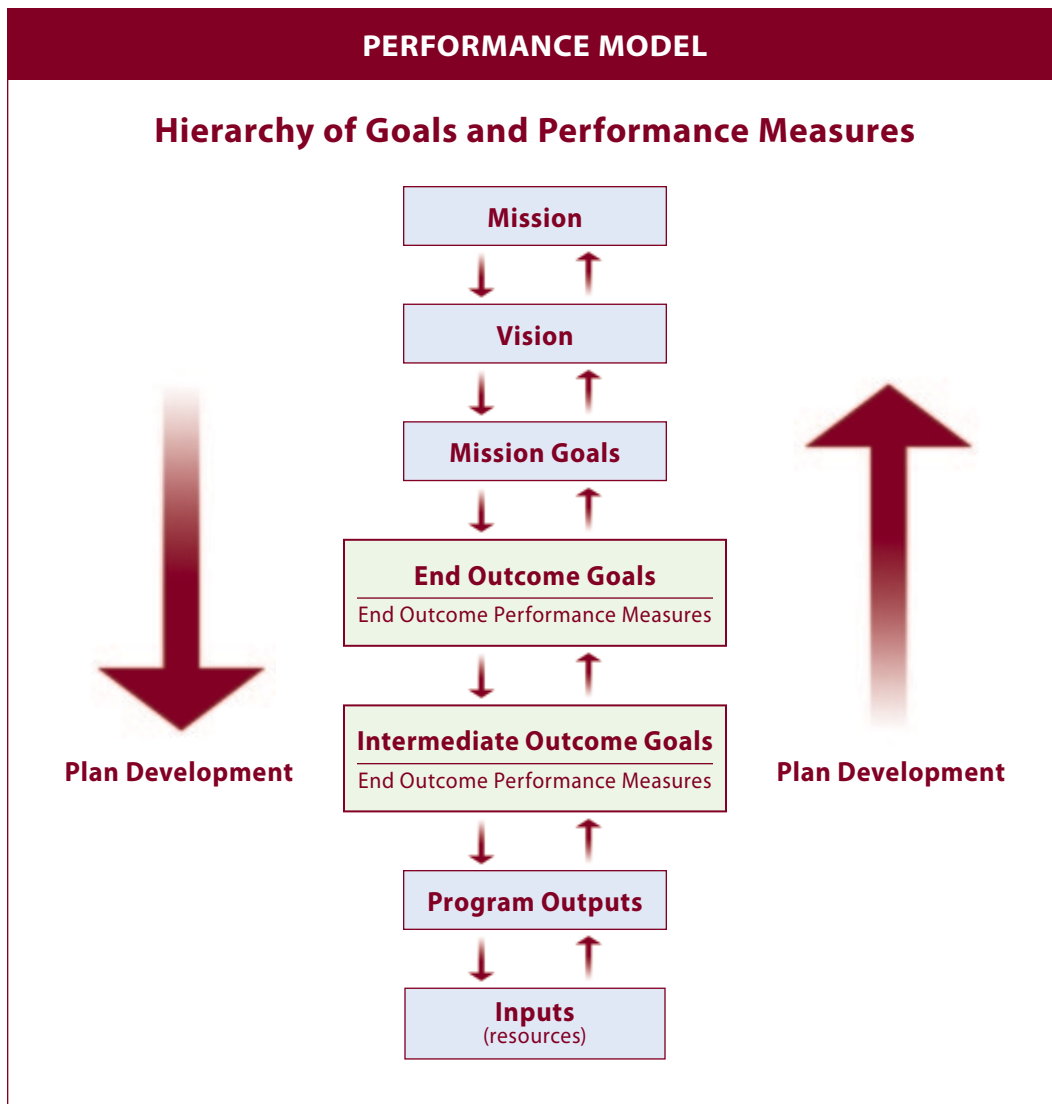 PERFORMANCE MODEL
Hierarchy of Goals and Performance Measures
Mission
Vision
Mission Goals
End Outcome Goals
End Outcome Performance Measures
Intermediate Outcome Goals
End Outcome Performance Measures
Plan Development
Plan Development
Program Outputs
Inputs
(resources)